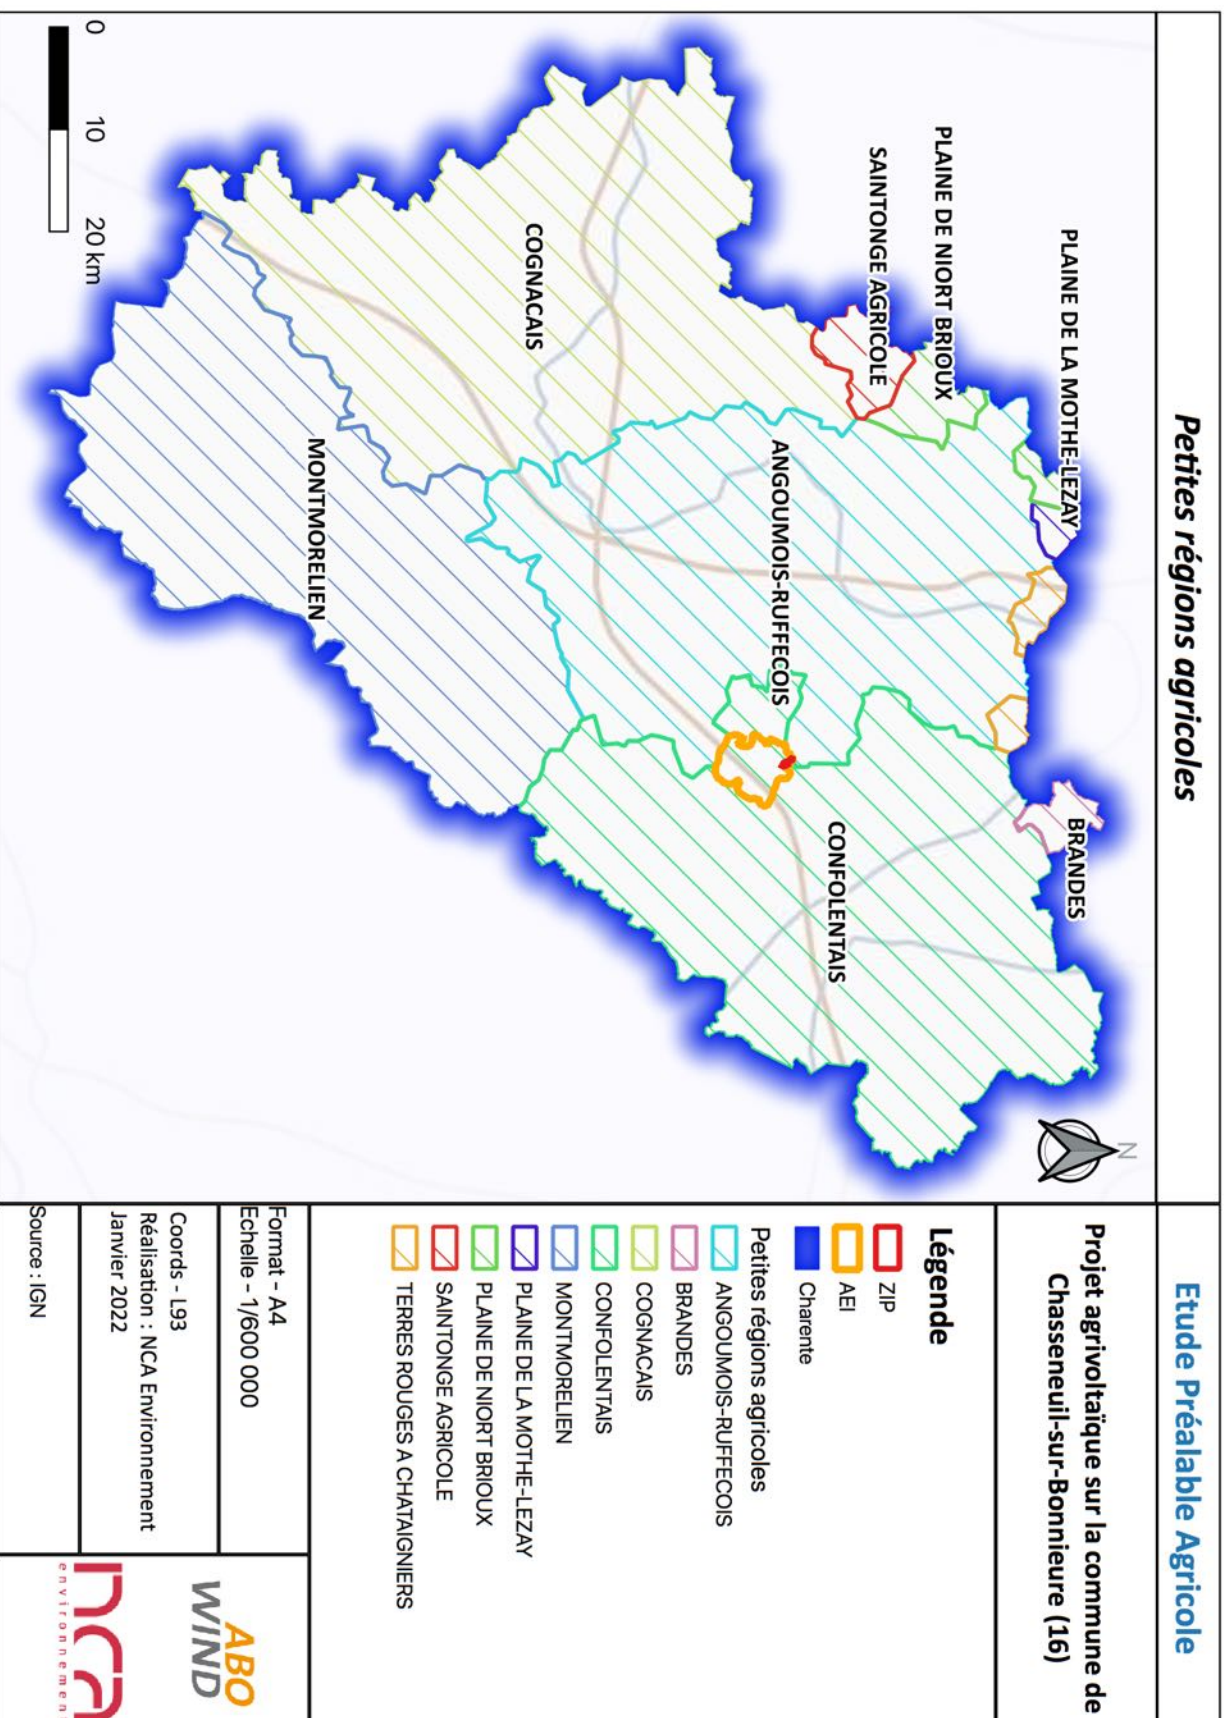 Petites régions agricoles
Etude Préalable Agricole
Projet agrivoltaïque sur la commune de
Chasseneuil-sur-Bonnieure (16)
PLAINE DE LA MOTHE-LEZAY
PLAINE DE NIORT BRIOUX
SAINTONGE AGRICOLE
BRANDES
ANGOUMOIS-RUFFECOIS
CONFOLENTAIS
COGNACAIS
MONTMORELIEN
N
0
10
20 km
Légende
ZIP
AEI
Charente
Petites régions agricoles
ANGOUMOIS-RUFFECOIS
BRANDES
COGNACAIS
CONFOLENTAIS
MONTMORELIEN
PLAINE DE LA MOTHE-LEZAY
PLAINE DE NIORT BRIOUX
SAINTONGE AGRICOLE
TERRES ROUGES A CHATAIGNIERS
Format - A4
Echelle - 1/600 000
Coords - L93
Réalisation : NCA Environnement
Janvier 2022
Source : IGN
ABO
WIND
nca
environnement